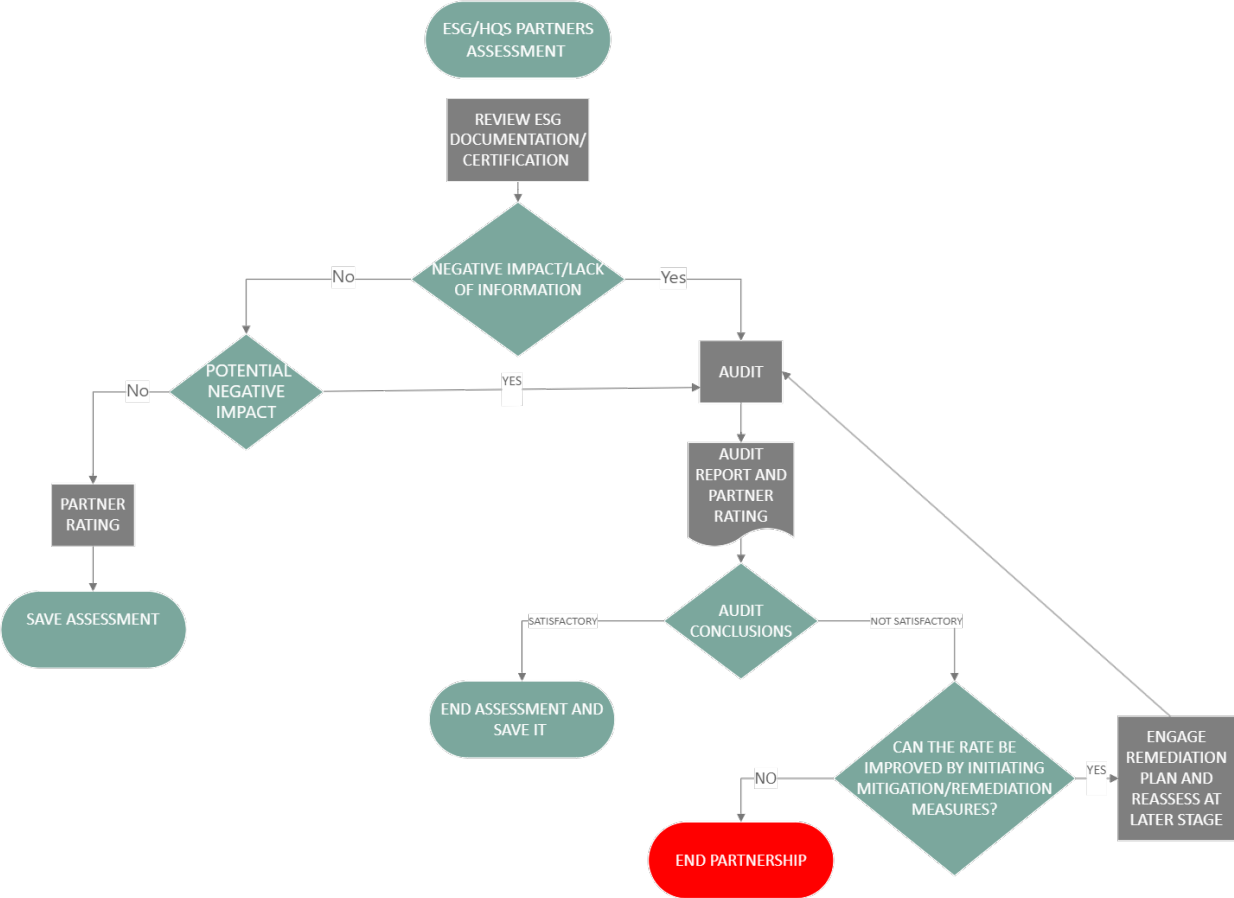 ESG/HQS PARTNERS
ASSESSMENT
REVIEW ESG
DOCUMENTATION/
CERTIFICATION
NEGATIVE IMPACT/LACK
OF INFORMATION
No
Yes
POTENTIAL
NEGATIVE
IMPACT
No
YES
AUDIT
PARTNER
RATING
AUDIT
REPORT AND
PARTNER
RATING
SAVE ASSESSMENT
AUDIT
CONCLUSIONS
SATISFACTORY
NOT SATISFACTORY
END ASSESSMENT AND
SAVE IT
CAN THE RATE BE
IMPROVED BY INITIATING
MITIGATION/REMEDIATION
MEASURES?
NO
YES
ENGAGE
REMEDIATION
PLAN AND
REASSESS AT
LATER STAGE
END PARTNERSHIP